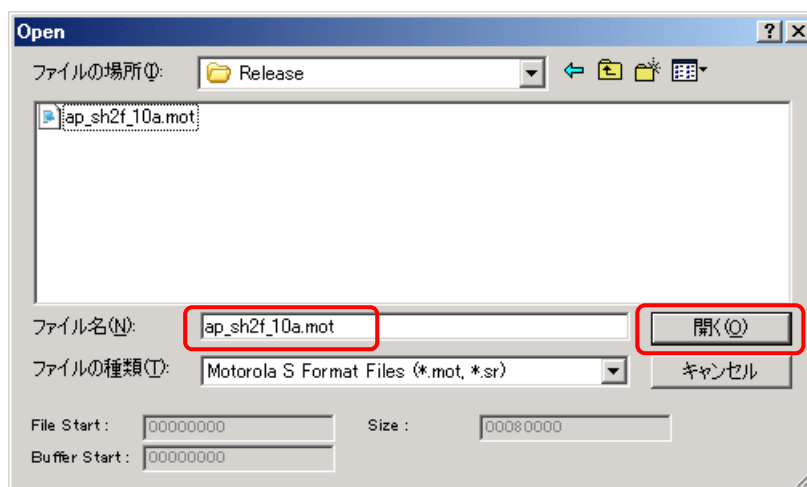 Open
ファイルの場所(I): Release
ap_sh2f_10a.mot
ファイル名(N): ap_sh2f_10a.mot 開く(O)
ファイルの種類(T): Motorola S Format Files (*.mot, *.sr) キャンセル
File Start : 00000000 Size : 00080000
Buffer Start : 00000000